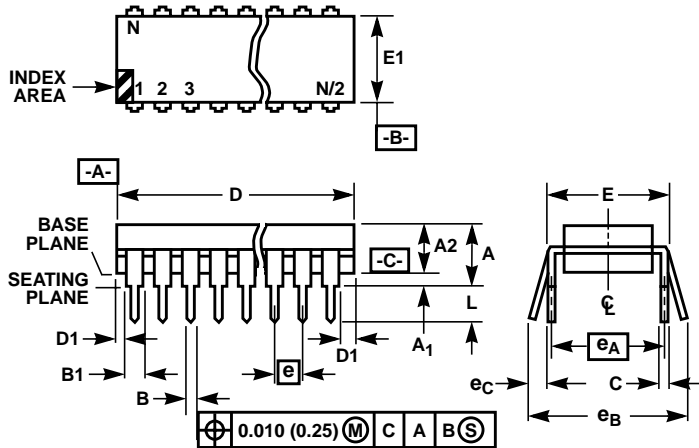 N
E1
INDEX
AREA
1 2 3 N/2
-B-
-A-
D
E
BASE
PLANE
A2
A
-C-
SEATING
PLANE
L
C
L
D1
A1
D1
eA
B1
e
eC
C
B
eB
0.010 (0.25) M C A B S